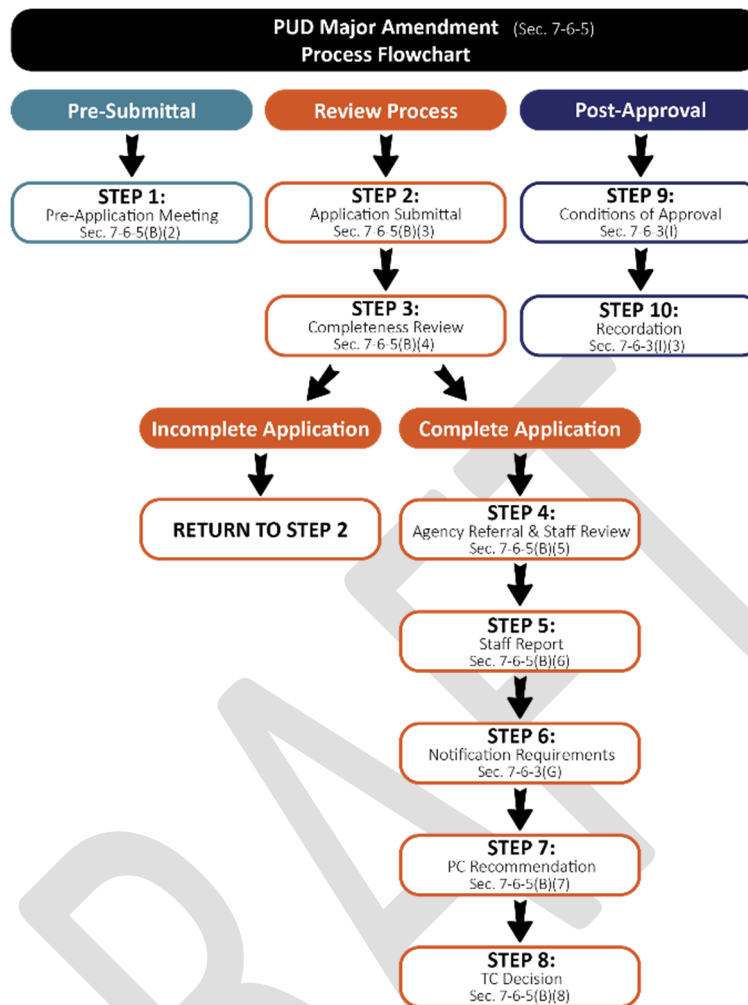 PUD Major Amendment (Sec. 7-6-5)
Process Flowchart
Pre-Submittal
Review Process
Post-Approval
STEP 1:
Pre-Application Meeting
Sec. 7-6-5(B)(2)
STEP 2:
Application Submittal
Sec. 7-6-5(B)(3)
STEP 9:
Conditions of Approval
Sec. 7-6-3(I)
STEP 3:
Completeness Review
Sec. 7-6-5(B)(4)
STEP 10:
Recordation
Sec. 7-6-3(I)(3)
Incomplete Application
Complete Application
RETURN TO STEP 2
STEP 4:
Agency Referral & Staff Review
Sec. 7-6-5(B)(5)
STEP 5:
Staff Report
Sec. 7-6-5(B)(6)
STEP 6:
Notification Requirements
Sec. 7-6-3(G)
STEP 7:
PC Recommendation
Sec. 7-6-5(B)(7)
STEP 8:
TC Decision
Sec. 7-6-5(B)(8)
RAFT